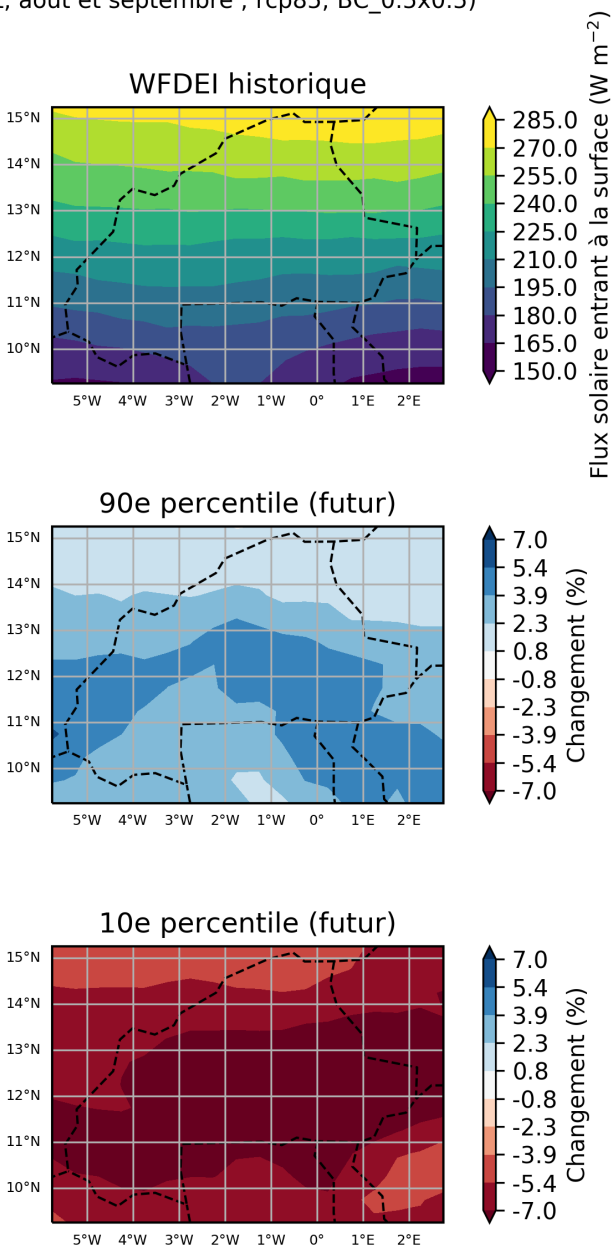 août et septembre ; rcp85, BC_0.5x0.5)
WFDEI historique
15°N
14°N
13°N
12°N
11°N
10°N
5°W 4°W 3°W 2°W 1°W 0° 1°E 2°E
285.0
270.0
255.0
240.0
225.0
210.0
195.0
180.0
165.0
150.0
Flux solaire entrant à la surface (W m⁻²)
90e percentile (futur)
15°N
14°N
13°N
12°N
11°N
10°N
5°W 4°W 3°W 2°W 1°W 0° 1°E 2°E
7.0
5.4
3.9
2.3
0.8
-0.8
-2.3
-3.9
-5.4
-7.0
Changement (%)
10e percentile (futur)
15°N
14°N
13°N
12°N
11°N
10°N
5°W 4°W 3°W 2°W 1°W 0° 1°E 2°E
7.0
5.4
3.9
2.3
0.8
-0.8
-2.3
-3.9
-5.4
-7.0
Changement (%)